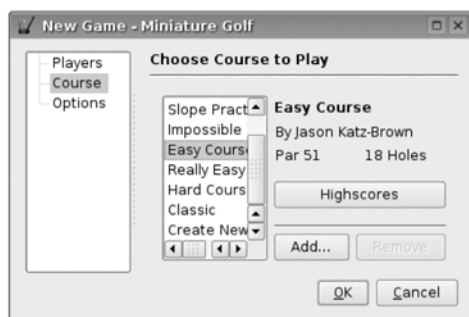 New Game - Miniature Golf
Players
Course
Options
Choose Course to Play
Slope Pract
Impossible
Easy Cours
Really Easy
Hard Cours
Classic
Create New
Easy Course
By Jason Katz-Brown
Par 51 18 Holes
Highscores
Add... Remove
OK Cancel